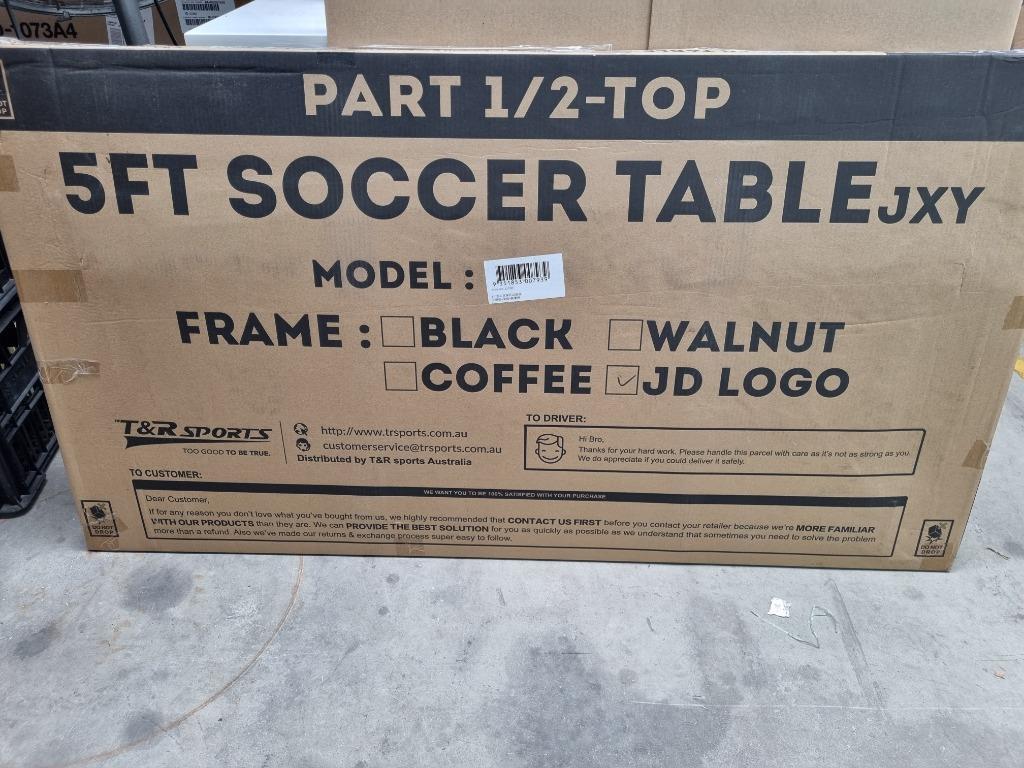 073A4
PART 1/2-TOP
5FT SOCCER TABLE JXY
MODEL :
FRAME : BLACK WALNUT
COFFEE JD LOGO
T&R SPORTS
TOO GOOD TO BE TRUE.
http://www.trsports.com.au
customerservice@trsports.com.au
Distributed by T&R sports Australia
TO DRIVER:
Hi Bro,
Thanks for your hard work. Please handle this parcel with care as it's not as strong as you.
We do appreciate if you could deliver it safely.
TO CUSTOMER:
WE WANT YOU TO BE 100% SATISFIED WITH YOUR PURCHASE
Dear Customer,
If for any reason you don't love what you've bought from us, we highly recommended that CONTACT US FIRST before you contact your retailer because we're MORE FAMILIAR
WITH OUR PRODUCTS than they are. We can PROVIDE THE BEST SOLUTION for you as quickly as possible as we understand that sometimes you need to solve the problem
more than a refund. Also we've made our returns & exchange process super easy to follow.
DO NOT
DROP
DO NOT
DROP